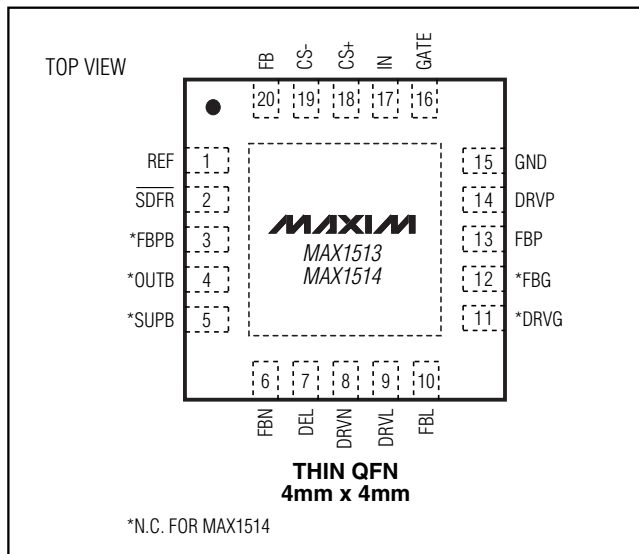 TOP VIEW
FB
CS-
CS+
IN
GATE
20
19
18
17
16
REF 1
SDFR 2
*FBPB 3
*OUTB 4
*SUPB 5
15 GND
14 DRVP
13 FBP
12 *FBG
11 *DRVG
MAXIM
MAX1513
MAX1514
6
7
8
9
10
FBN
DEL
DRVN
DRVL
FBL
THIN QFN
4mm x 4mm
*N.C. FOR MAX1514